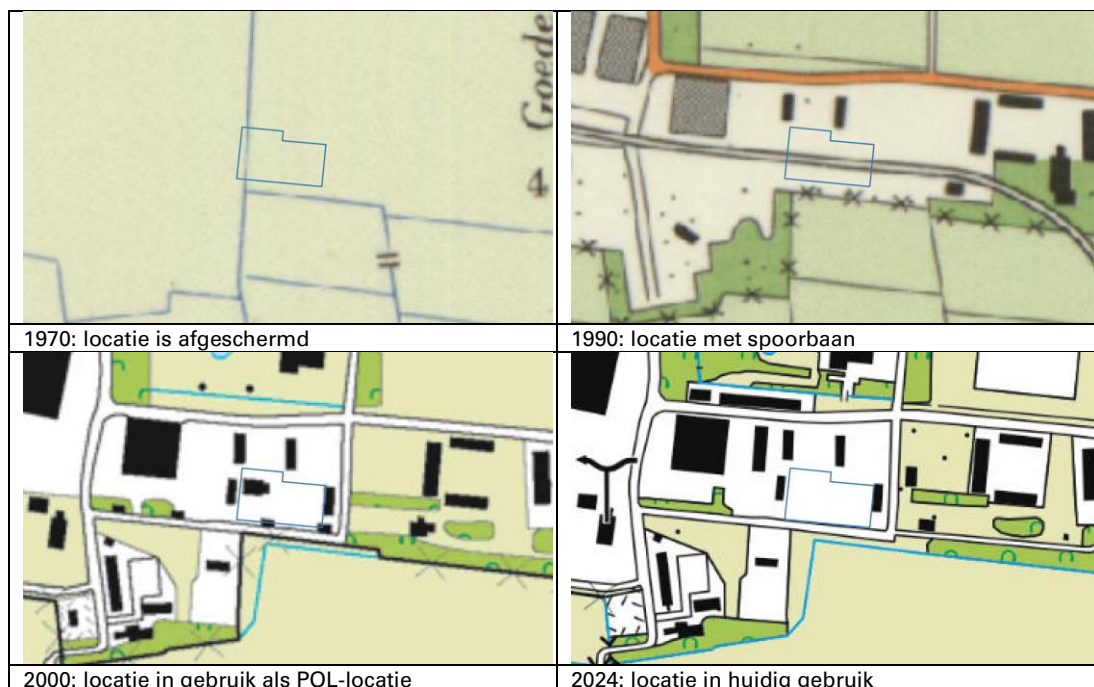 Goede
4
1970: locatie is afgeschermd
1990: locatie met spoorbaan
2000: locatie in gebruik als POL-locatie
2024: locatie in huidig gebruik